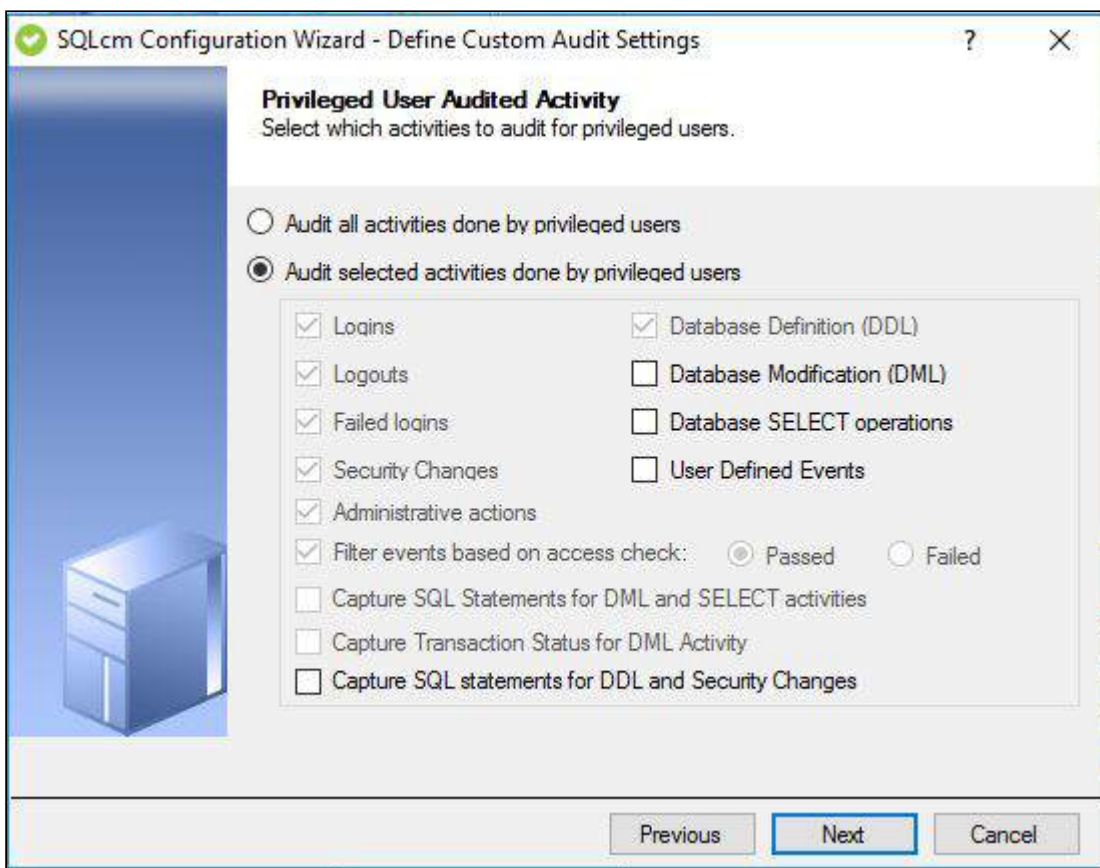 SQLcm Configuration Wizard - Define Custom Audit Settings ?
Privileged User Audited Activity
Select which activities to audit for privileged users.
Audit all activities done by privileged users
Audit selected activities done by privileged users
Logins Database Definition (DDL)
Logouts Database Modification (DML)
Failed logins Database SELECT operations
Security Changes User Defined Events
Administrative actions
Filter events based on access check: Passed Failed
Capture SQL Statements for DML and SELECT activities
Capture Transaction Status for DML Activity
Capture SQL statements for DDL and Security Changes
Previous Next Cancel